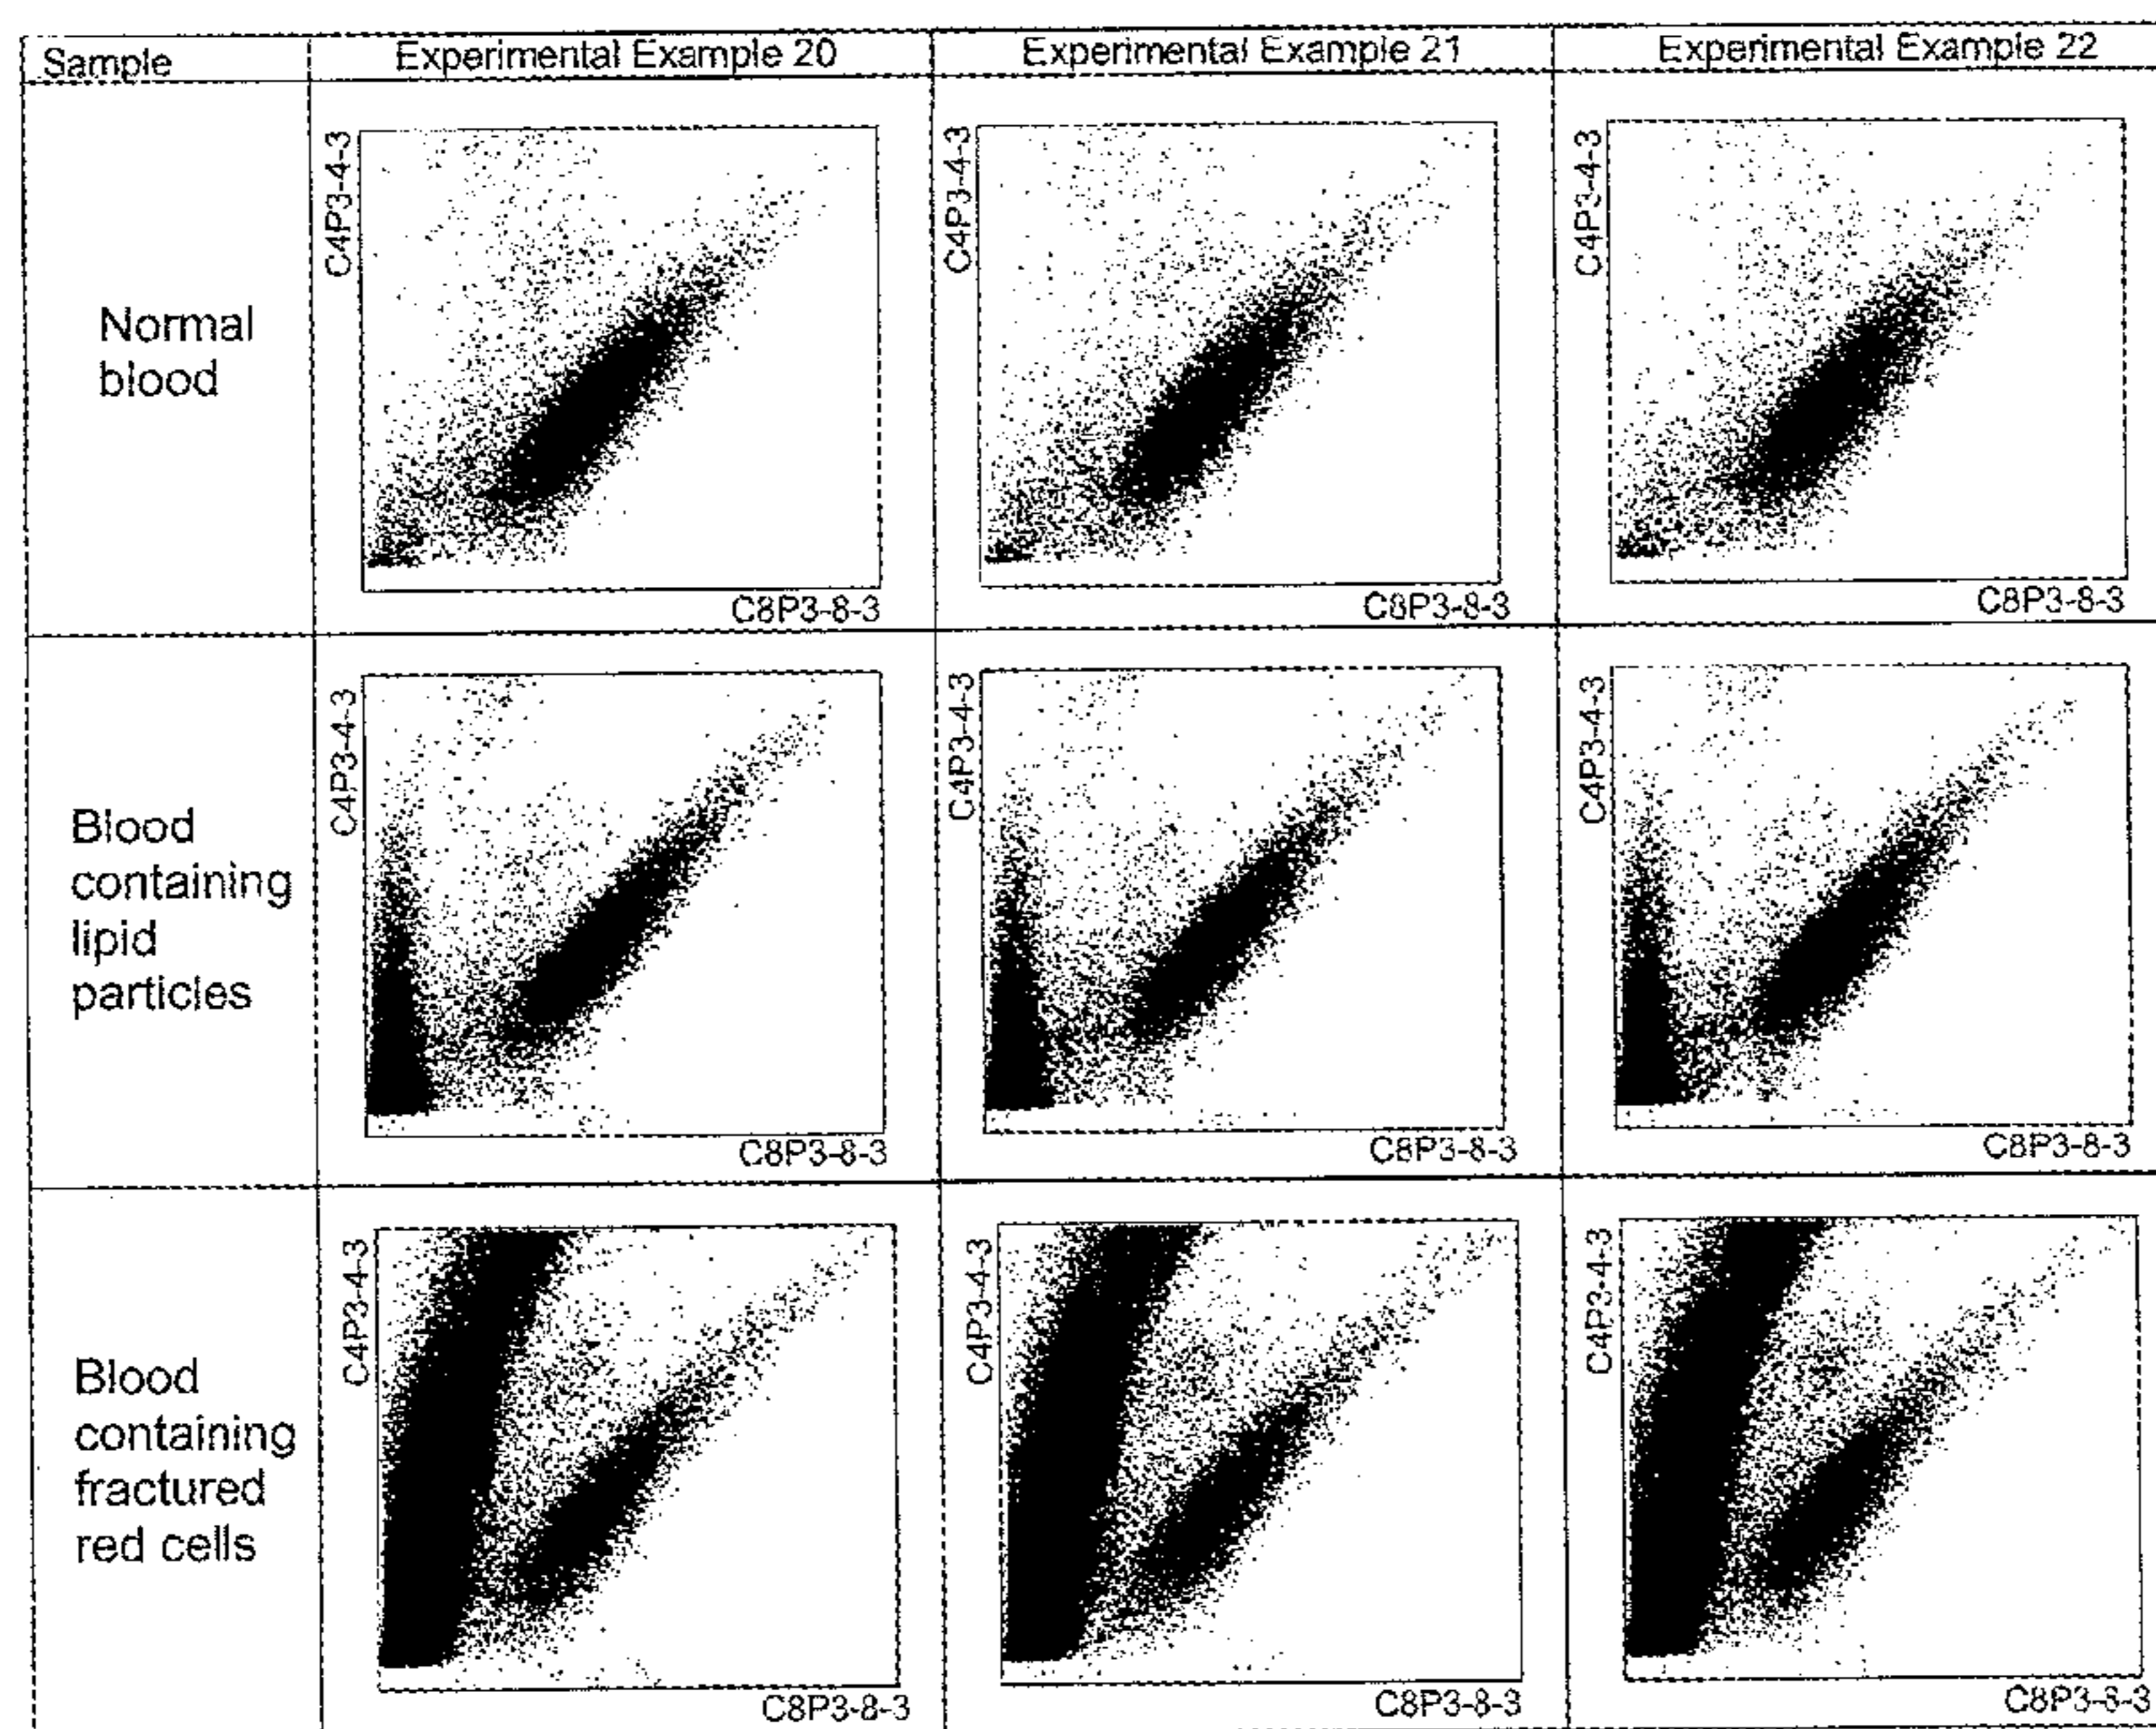 Sample
Experimental Example 20
Experimental Example 21
Experimental Example 22
Normal
blood
C4P3-4-3
C8P3-8-3
C4P3-4-3
C8P3-8-3
C4P3-4-3
C8P3-8-3
Blood
containing
lipid
particles
C4P3-4-3
C8P3-8-3
C4P3-4-3
C8P3-8-3
C4P3-4-3
C8P3-8-3
Blood
containing
fractured
red cells
C4P3-4-3
C8P3-8-3
C4P3-4-3
C8P3-8-3
C4P3-4-3
C8P3-8-3